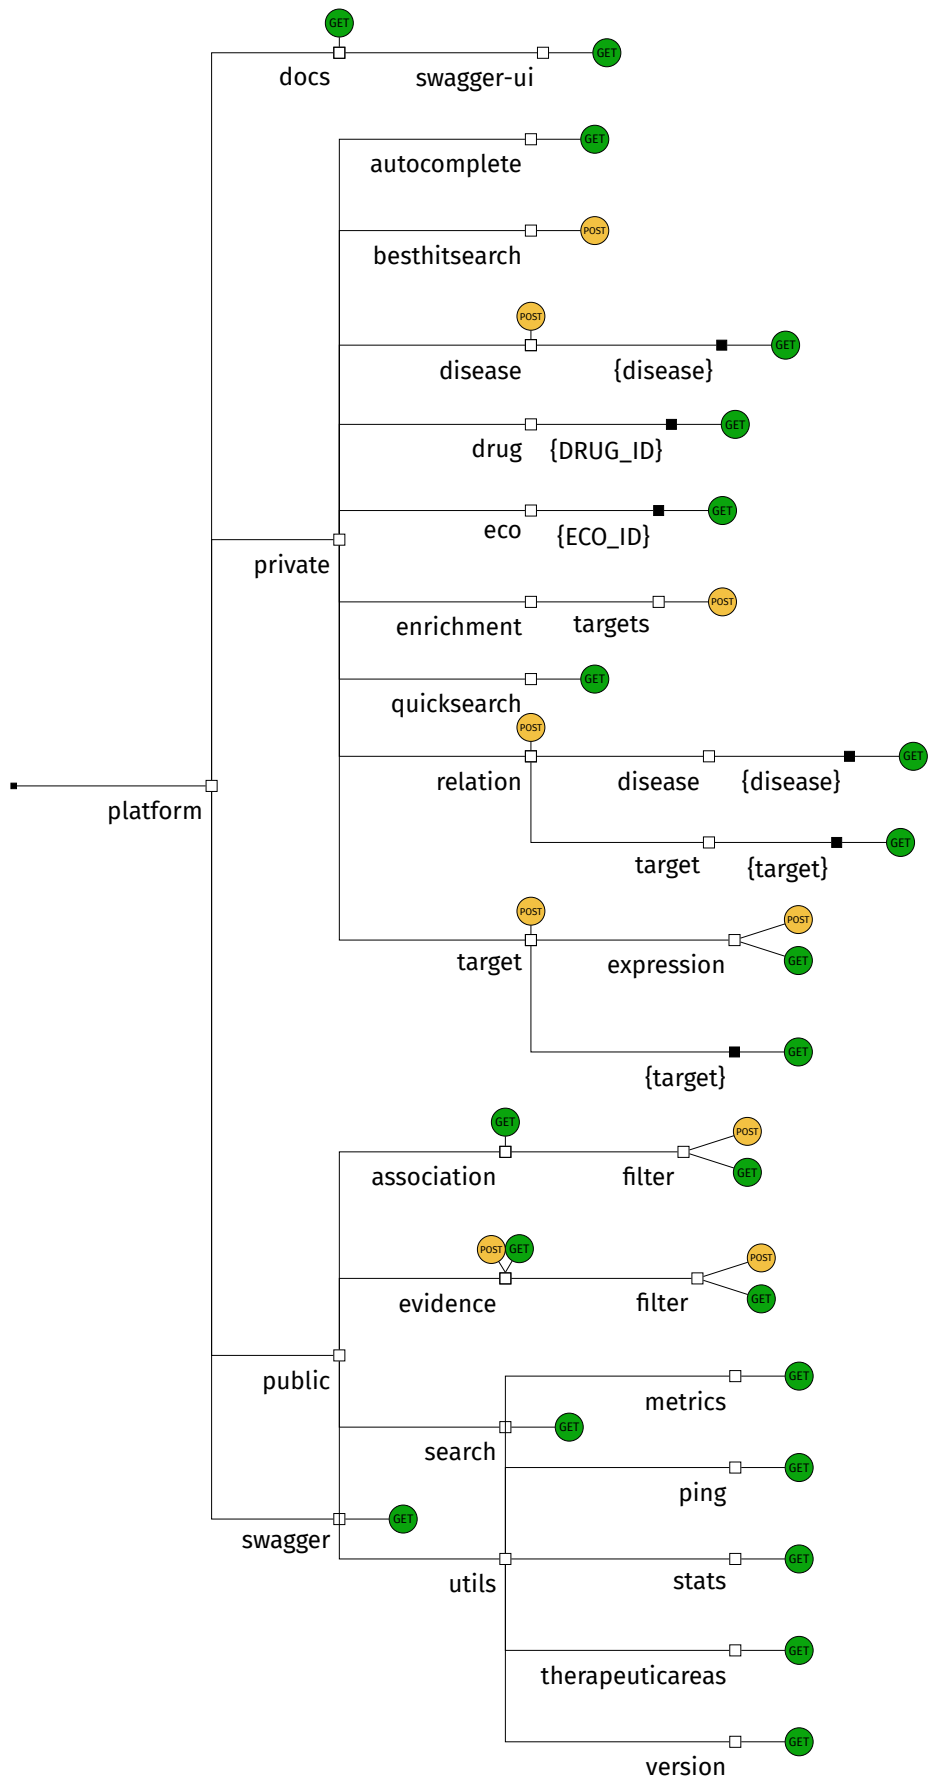 GET
GET
docs
swagger-ui
GET
autocomplete
POST
besthitsearch
POST
GET
disease
{disease}
GET
drug
{DRUG_ID}
GET
eco
{ECO_ID}
private
POST
enrichment
targets
GET
quicksearch
POST
GET
relation
disease
{disease}
platform
GET
target
{target}
POST
POST
GET
target
expression
GET
{target}
GET
POST
GET
association
filter
POST
GET
POST
GET
evidence
filter
public
GET
metrics
GET
search
GET
ping
GET
swagger
GET
utils
stats
GET
therapeuticareas
GET
version